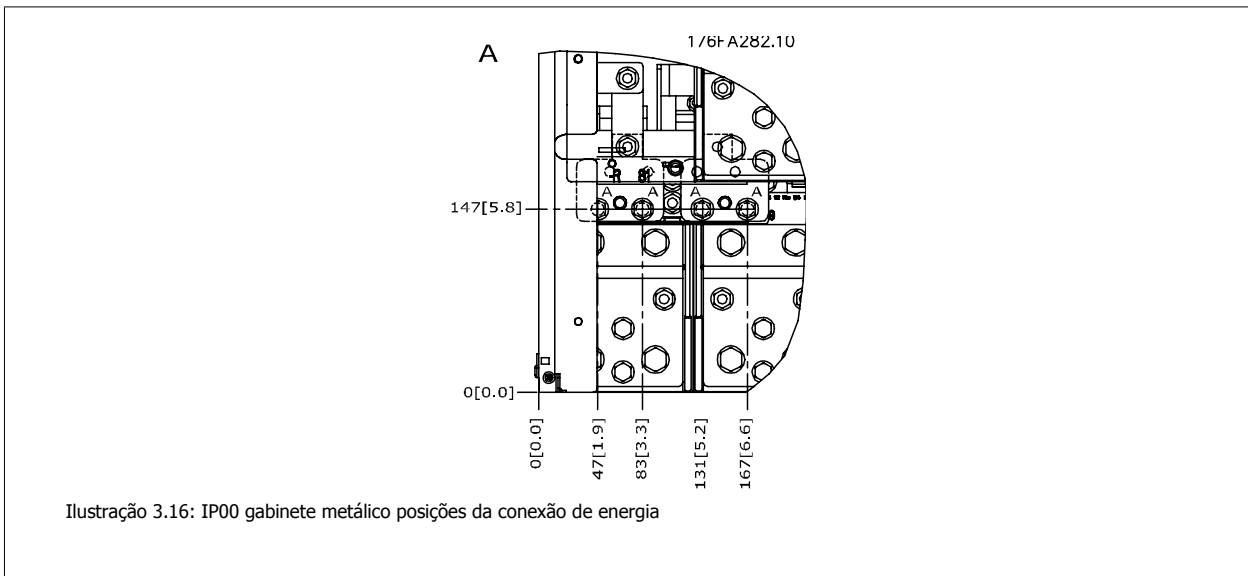 176FA282.10
A
R 81
A A A A
147[5.8]
0[0.0]
0[0.0]
47[1.9]
83[3.3]
131[5.2]
167[6.6]
Ilustração 3.16: IP00 gabinete metálico posições da conexão de energia